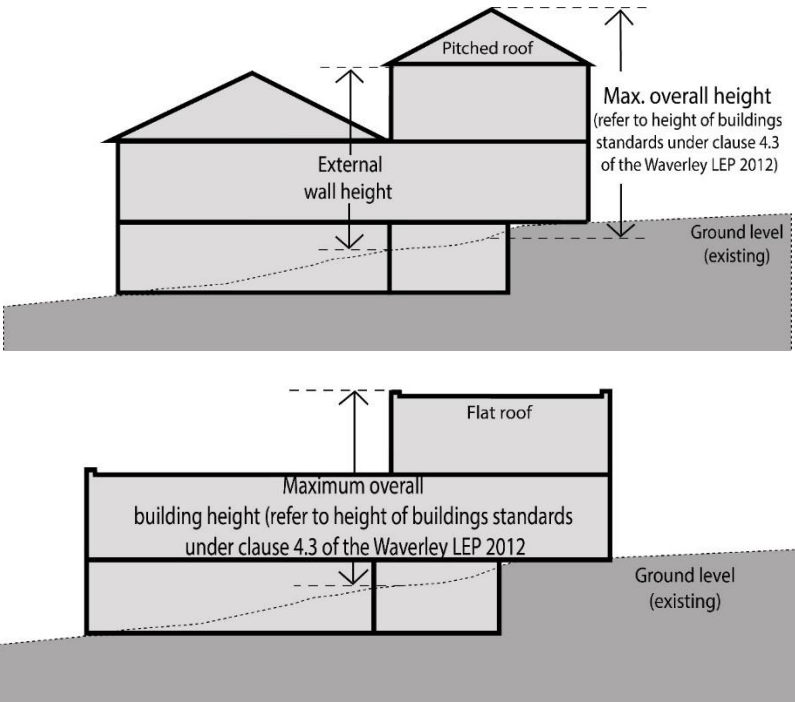 Pitched roof
Max. overall height
(refer to height of buildings
standards under clause 4.3
of the Waverley LEP 2012)
External
wall height
Ground level
(existing)
Flat roof
Maximum overall
building height (refer to height of buildings standards
under clause 4.3 of the Waverley LEP 2012
Ground level
(existing)